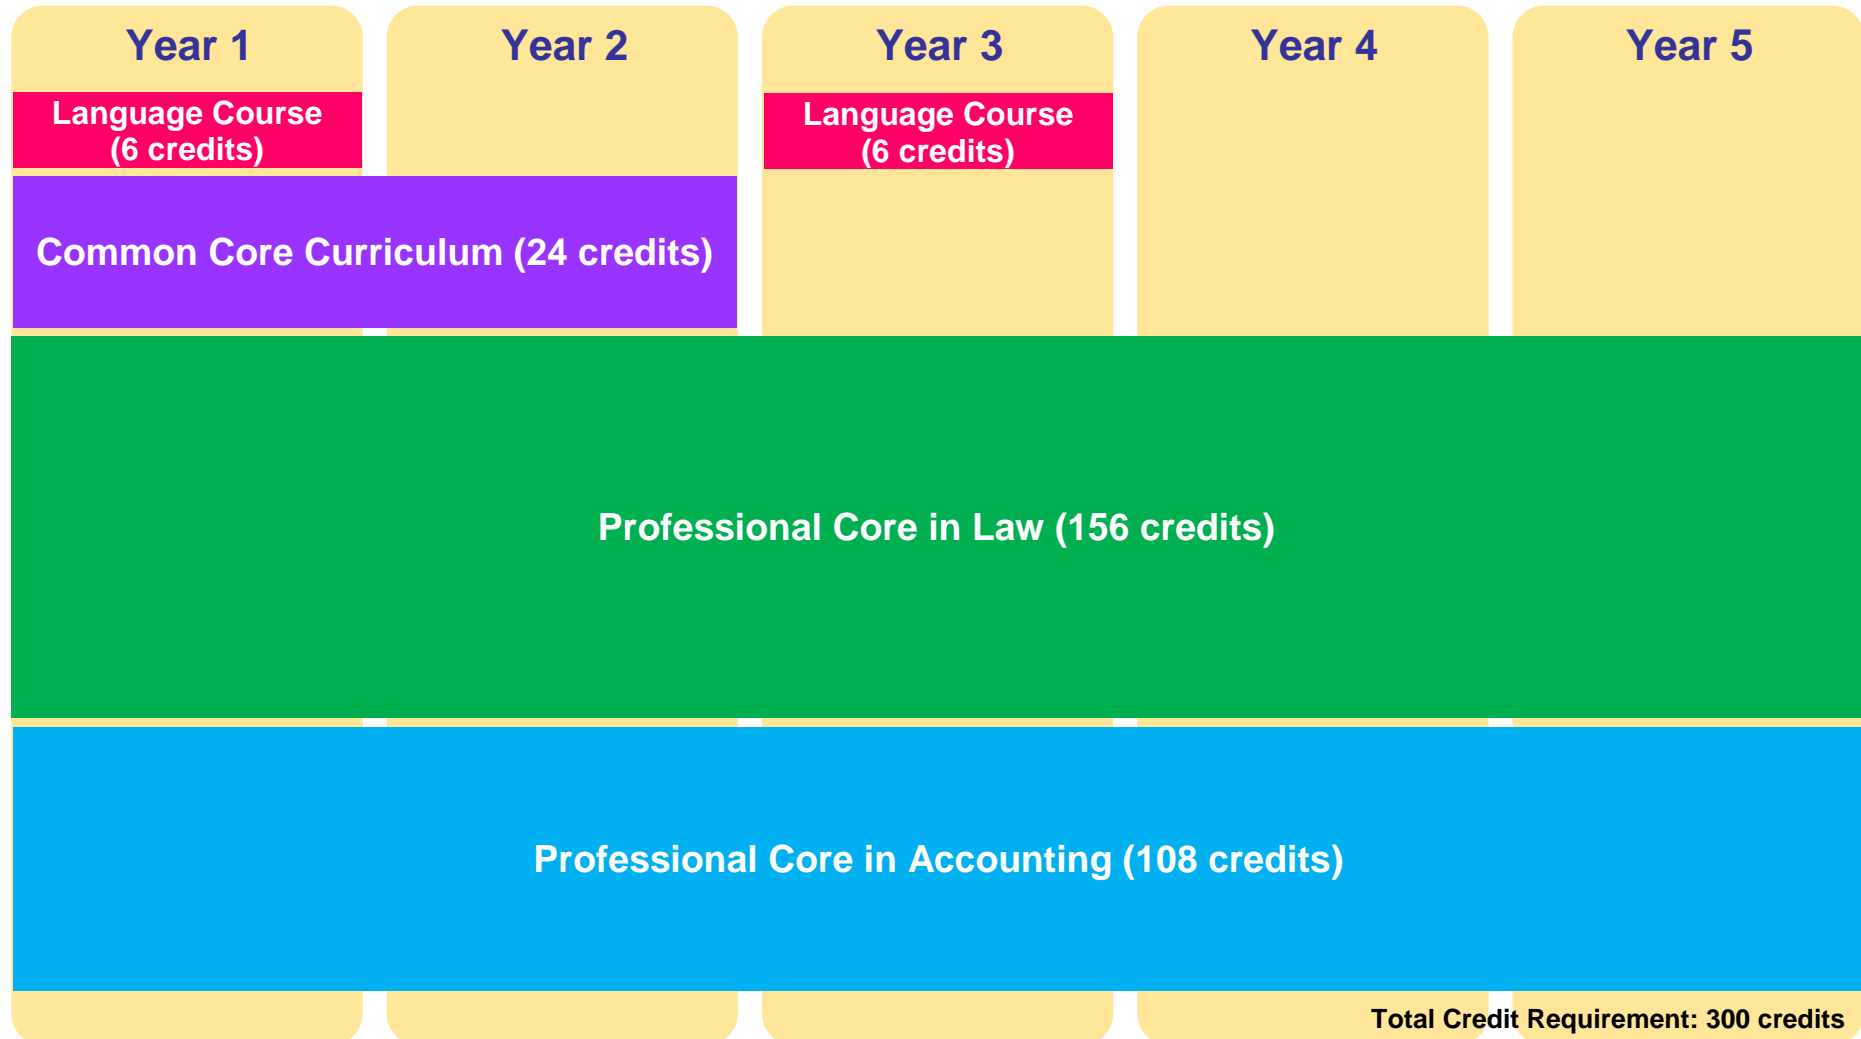 Year 1
Year 2
Year 3
Year 4
Year 5
Language Course
(6 credits)
Language Course
(6 credits)
Common Core Curriculum (24 credits)
Professional Core in Law (156 credits)
Professional Core in Accounting (108 credits)
Total Credit Requirement: 300 credits